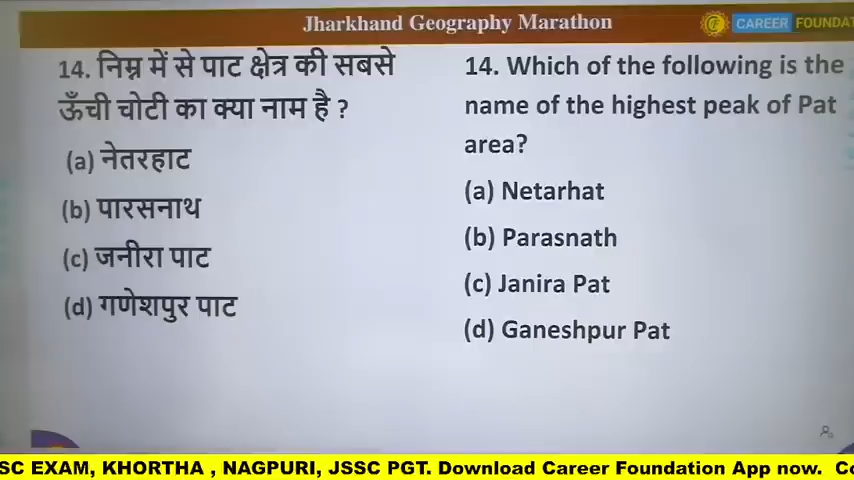 Jharkhand Geography Marathon
CAREER FOUNDAT
14. निम्न में से पाट क्षेत्र की सबसे
ऊँची चोटी का क्या नाम है ?
(a) नेतरहाट
(b) पारसनाथ
(c) जनीरा पाट
(d) गणेशपुर पाट
14. Which of the following is the
name of the highest peak of Pat
area?
(a) Netarhat
(b) Parasnath
(c) Janira Pat
(d) Ganeshpur Pat
SC EXAM, KHORTHA , NAGPURI, JSSC PGT. Download Career Foundation App now. Co